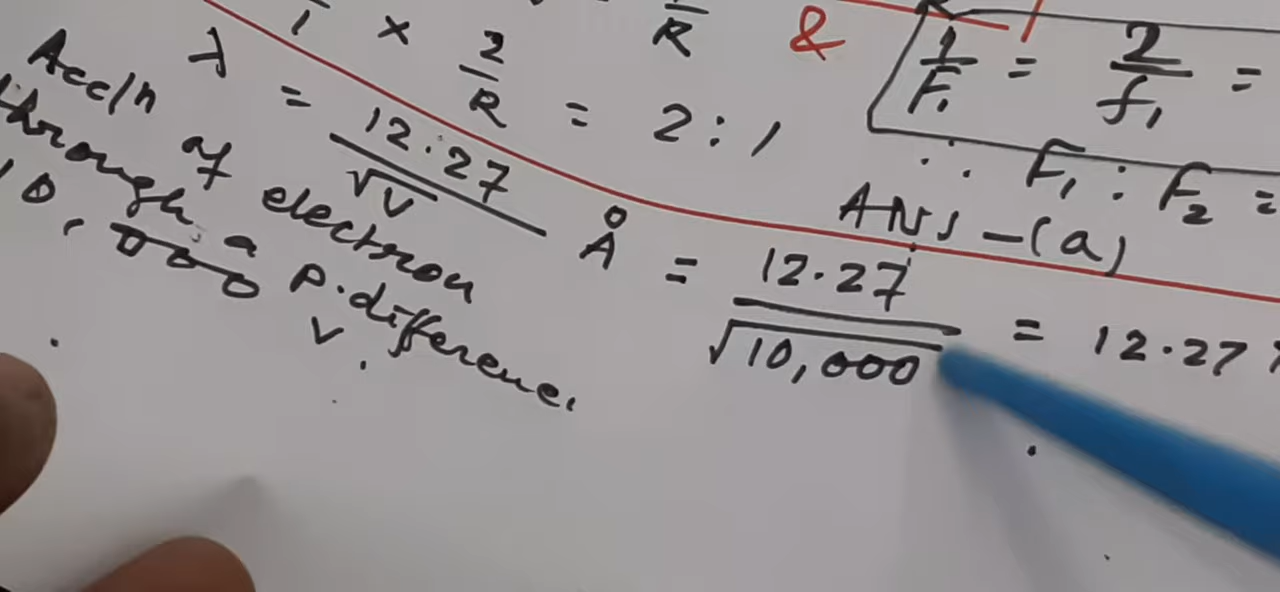 1 × 2/R = 2:1
R
&
1/F₁ = 2/f₁ =
∴ F₁ : F₂ =
ANS – (a)
λ = 12.27/√V Å = 12.27/√10,000 = 12.27
Acc/n of electron
through a P. difference.
10,000 V.